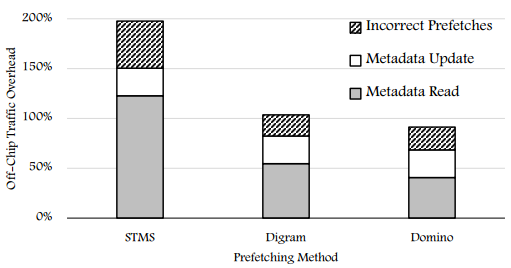 200%
150%
100%
50%
0%
Off-Chip Traffic Overhead
Incorrect Prefetches
Metadata Update
Metadata Read
STMS
Digram
Domino
Prefetching Method